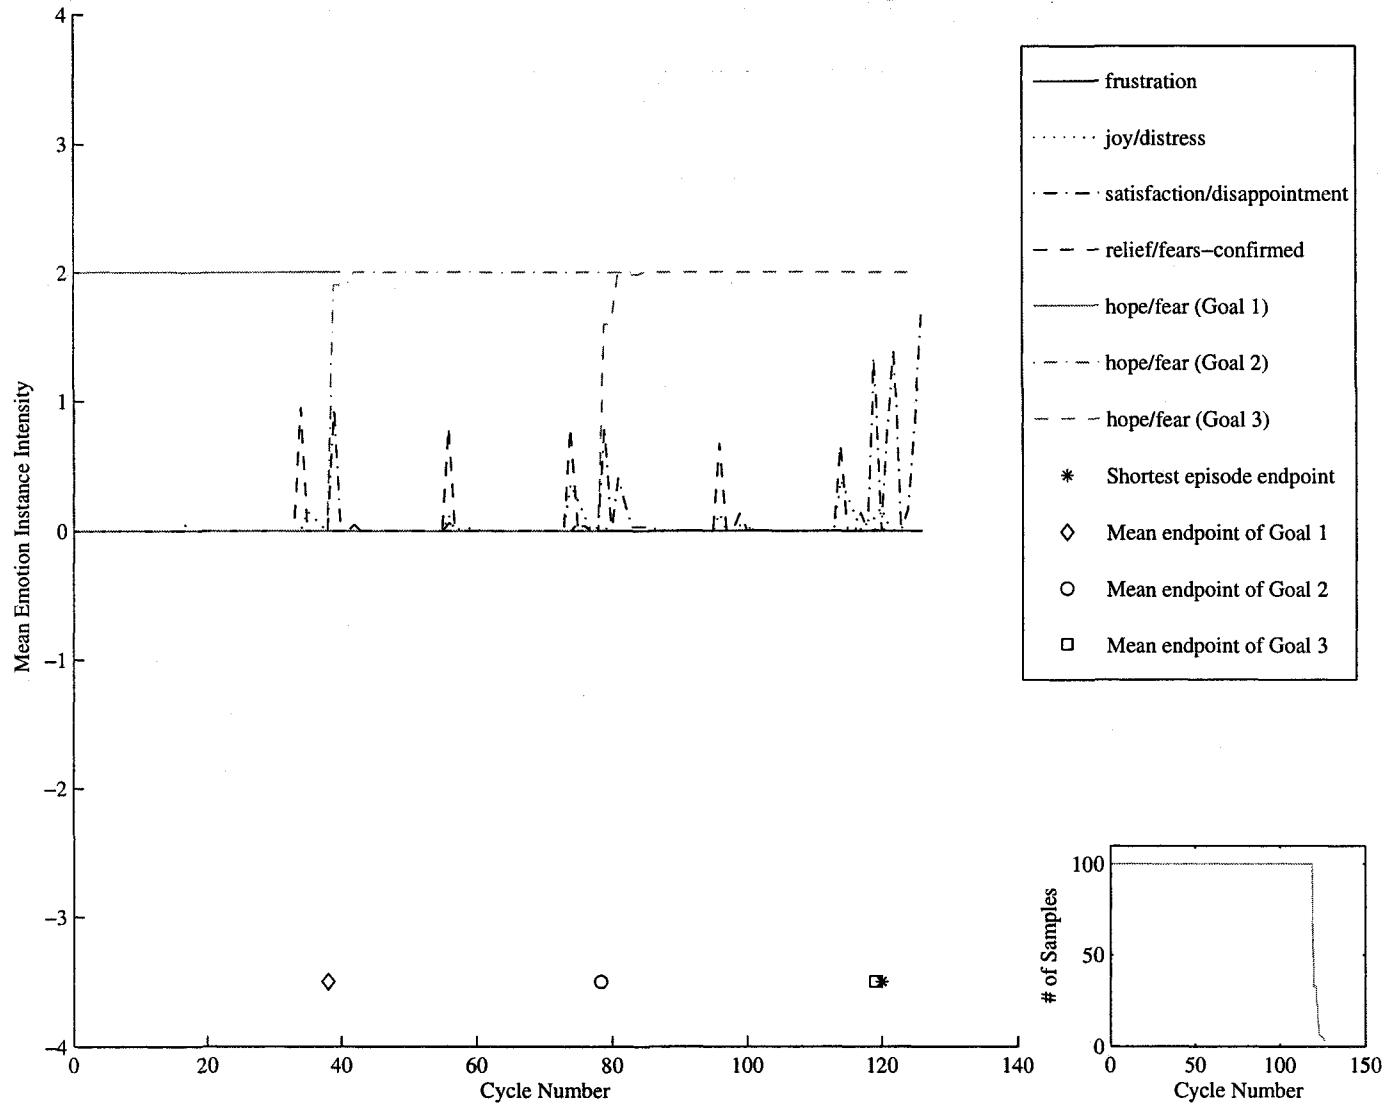 4
3
2
1
0
−1
−2
−3
−4
Mean Emotion Instance Intensity
0 20 40 60 80 100 120 140
Cycle Number
frustration
joy/distress
satisfaction/disappointment
relief/fears−confirmed
hope/fear (Goal 1)
hope/fear (Goal 2)
hope/fear (Goal 3)
Shortest episode endpoint
Mean endpoint of Goal 1
Mean endpoint of Goal 2
Mean endpoint of Goal 3
100
50
0
# of Samples
0 50 100 150
Cycle Number